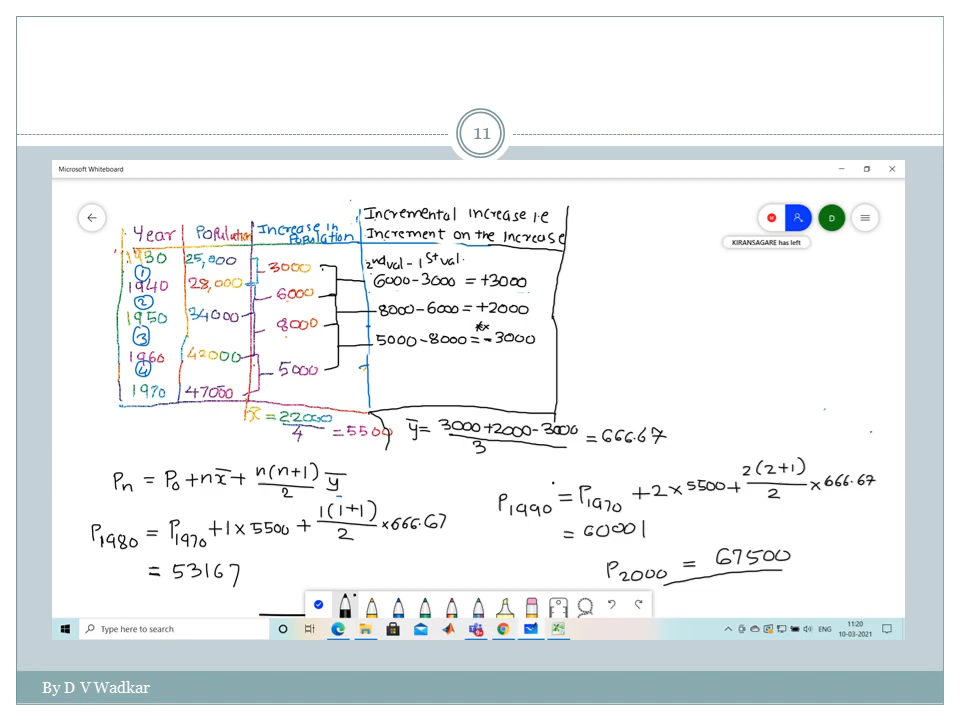 11
Microsoft Whiteboard
D
KIRANSAGARE has left
Year Population Increase in Population Incremental increase i.e Increment on the Increase
1930 25,000
2nd val - 1st val.
① 3000 6000-3000 = +3000
1940 28,000
② 6000 8000-6000 = +2000
1950 34000
③ 8000 5000-8000 = -3000
1960 42000
④ 5000
1970 47000
x̄ = 22000/4 = 5500
ȳ = 3000+2000-3000/3 = 666.67
Pn = P0 + nx̄ + n(n+1)/2 ȳ
P1980 = P1970 + 1 × 5500 + 1(1+1)/2 × 666.67
= 53167
P1990 = P1970 + 2 × 5500 + 2(2+1)/2 × 666.67
= 60001
P2000 = 67500
Type here to search
ENG
11:20
10-03-2021
By D V Wadkar